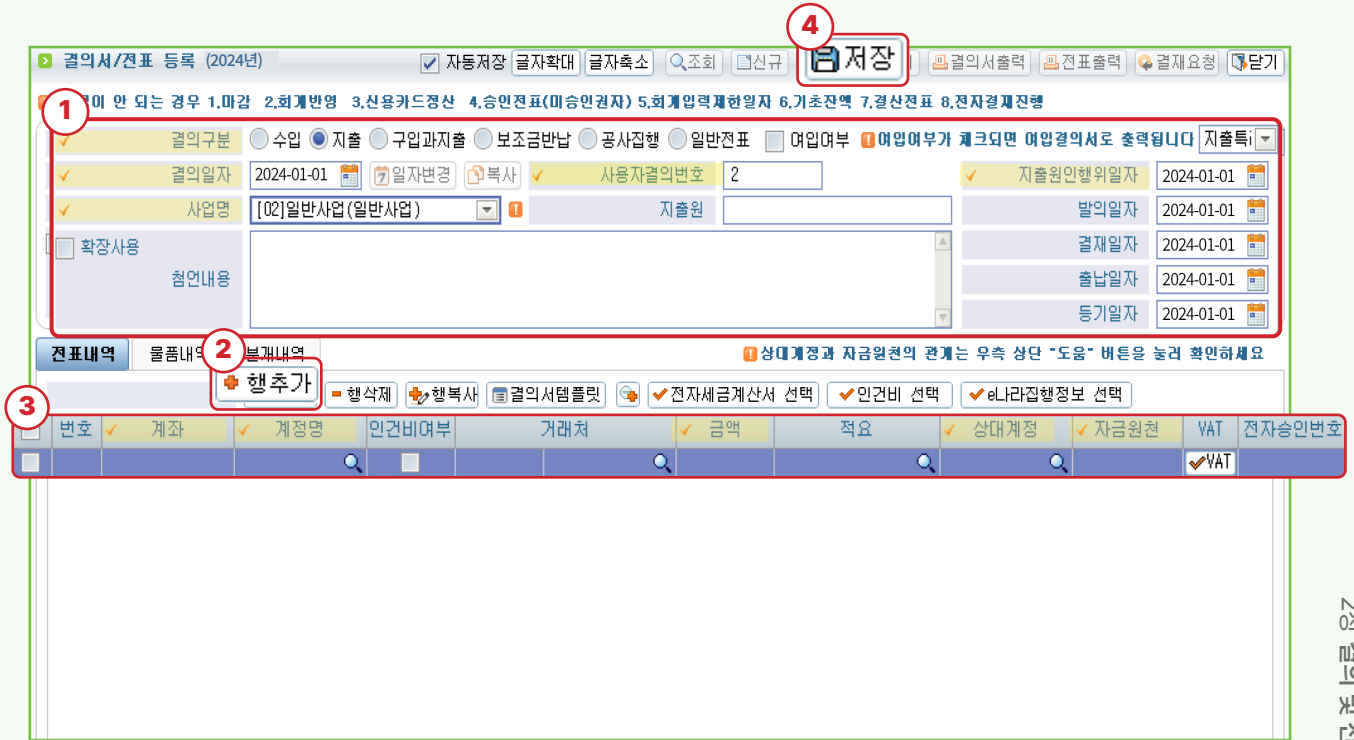 4
결의서/전표 등록 (2024년) 자동저장 글자확대 글자축소 조회 신규 저장 결의서출력 전표출력 결재요청 닫기
이 안 되는 경우 1.마감 2.회계반영 3.신용카드정산 4.승인전표(미승인권자) 5.회계입력제한일자 6.기초잔액 7.결산전표 8.전자결재진행
1
결의구분 수입 지출 구입과지출 보조금반납 공사집행 일반전표 여입여부 여입여부가 체크되면 여입결의서로 출력됩니다 지출특
결의일자 2024-01-01 일자변경 복사 사용자결의번호 2 지출원인행위일자 2024-01-01
사업명 [02]일반사업(일반사업) 지출원 발의일자 2024-01-01
확장사용 결재일자 2024-01-01
첨언내용 출납일자 2024-01-01
등기일자 2024-01-01
전표내역 물품내역 2 분개내역 상대계정과 자금원천의 관계는 우측 상단 "도움" 버튼을 눌러 확인하세요
행추가 행삭제 행복사 결의서템플릿 전자세금계산서 선택 인건비 선택 e나라집행정보 선택
3
번호 계좌 계정명 인건비여부 거래처 금액 적요 상대계정 자금원천 VAT 전자승인번호
VAT
2장 결의 및 전